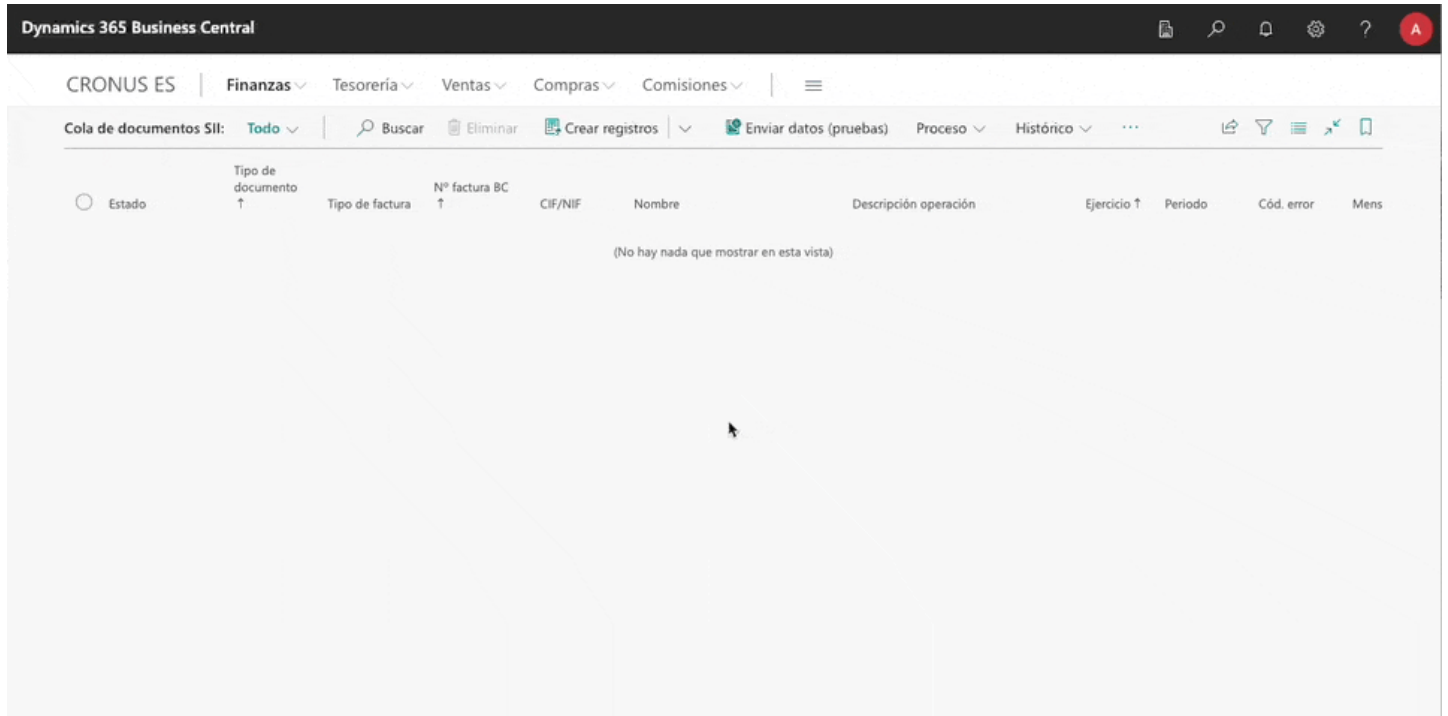 Dynamics 365 Business Central
?
A
CRONUS ES Finanzas Tesorería Ventas Compras Comisiones
Cola de documentos SII: Todo Buscar Eliminar Crear registros Enviar datos (pruebas) Proceso Histórico ...
Estado
Tipo de
documento
↑
Tipo de factura
Nº factura BC
↑
CIF/NIF
Nombre
Descripción operación
Ejercicio ↑
Periodo
Cód. error
Mens
(No hay nada que mostrar en esta vista)